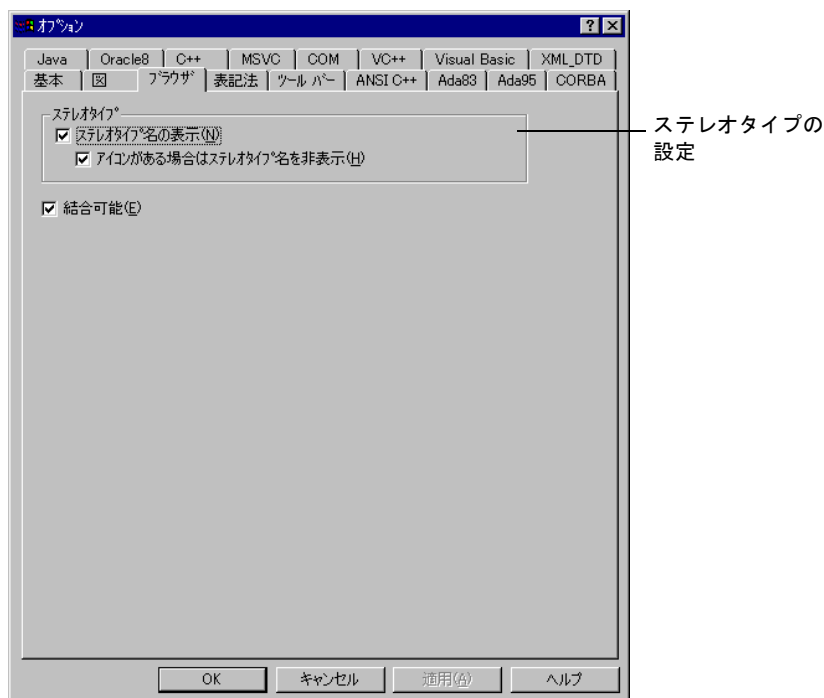 オプション
Java Oracle8 C++ MSVC COM VC++ Visual Basic XML_DTD
基本 図 ブラウザ 表記法 ツール バー ANSI C++ Ada83 Ada95 CORBA
ステレオタイプ
ステレオタイプ名の表示(N)
アイコンがある場合はステレオタイプ名を非表示(H)
結合可能(E)
ステレオタイプの
設定
OK キャンセル 適用(A) ヘルプ